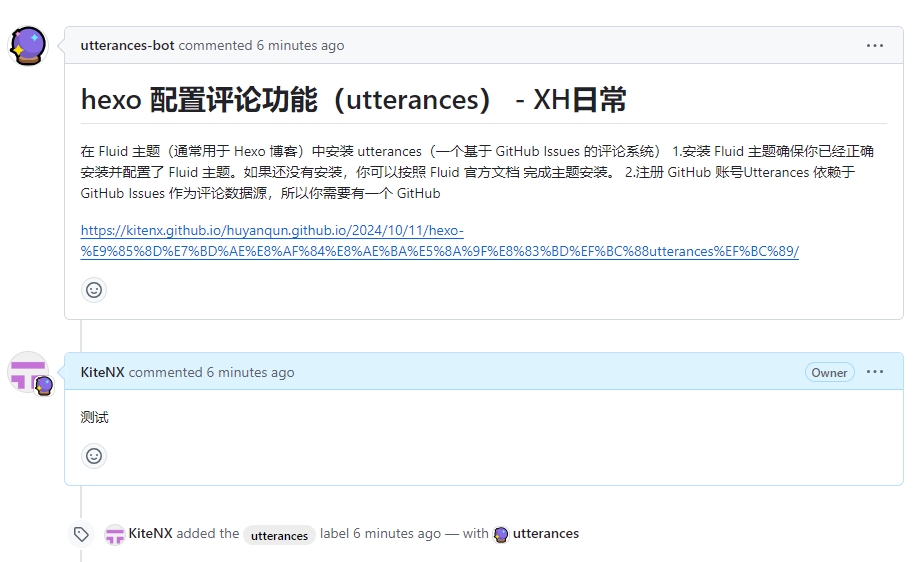 utterances-bot commented 6 minutes ago
hexo 配置评论功能（utterances） - XH日常
在 Fluid 主题（通常用于 Hexo 博客）中安装 utterances（一个基于 GitHub Issues 的评论系统） 1.安装 Fluid 主题确保你已经正确
安装并配置了 Fluid 主题。如果还没有安装，你可以按照 Fluid 官方文档 完成主题安装。 2.注册 GitHub 账号Utterances 依赖于
GitHub Issues 作为评论数据源，所以你需要有一个 GitHub
https://kitenx.github.io/huyanqun.github.io/2024/10/11/hexo-
%E9%85%8D%E7%BD%AE%E8%AF%84%E8%AE%BA%E5%8A%9F%E8%83%BD%EF%BC%88utterances%EF%BC%89/
KiteNX commented 6 minutes ago Owner
测试
KiteNX added the utterances label 6 minutes ago — with utterances